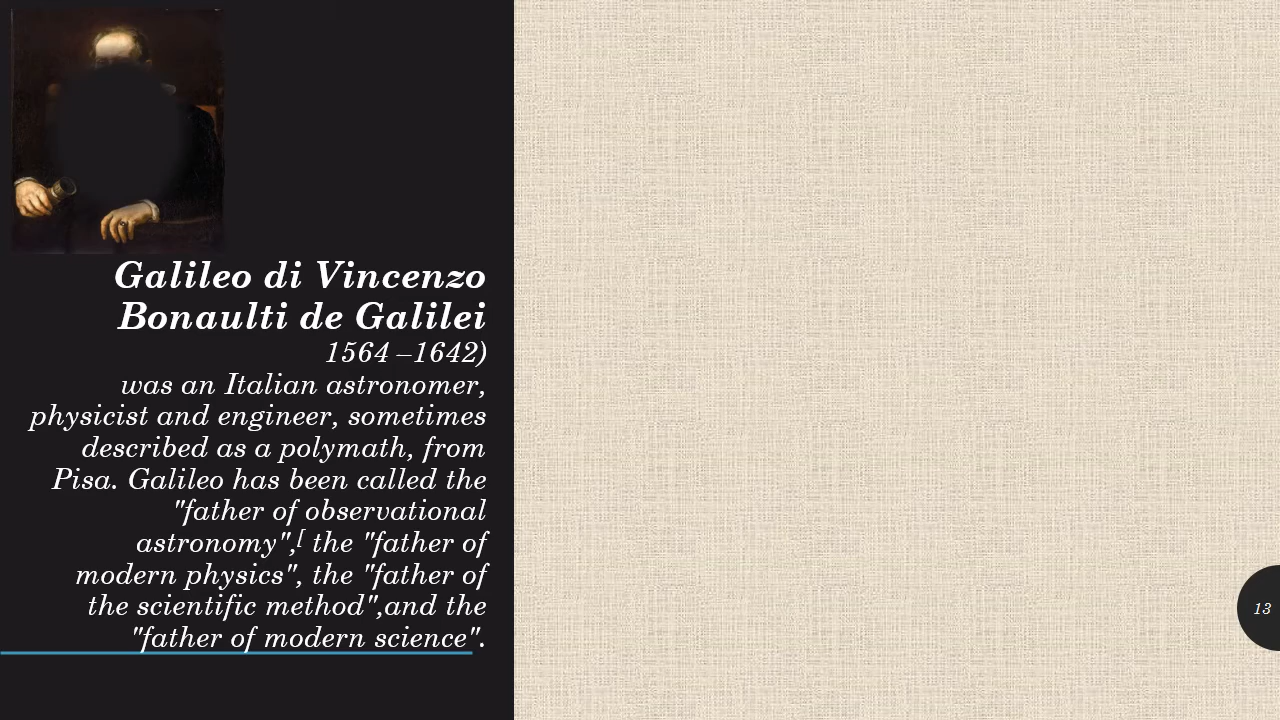 Galileo di Vincenzo
Bonaulti de Galilei
1564 –1642)
was an Italian astronomer,
physicist and engineer, sometimes
described as a polymath, from
Pisa. Galileo has been called the
"father of observational
astronomy",[ the "father of
modern physics", the "father of
the scientific method",and the
"father of modern science".
13